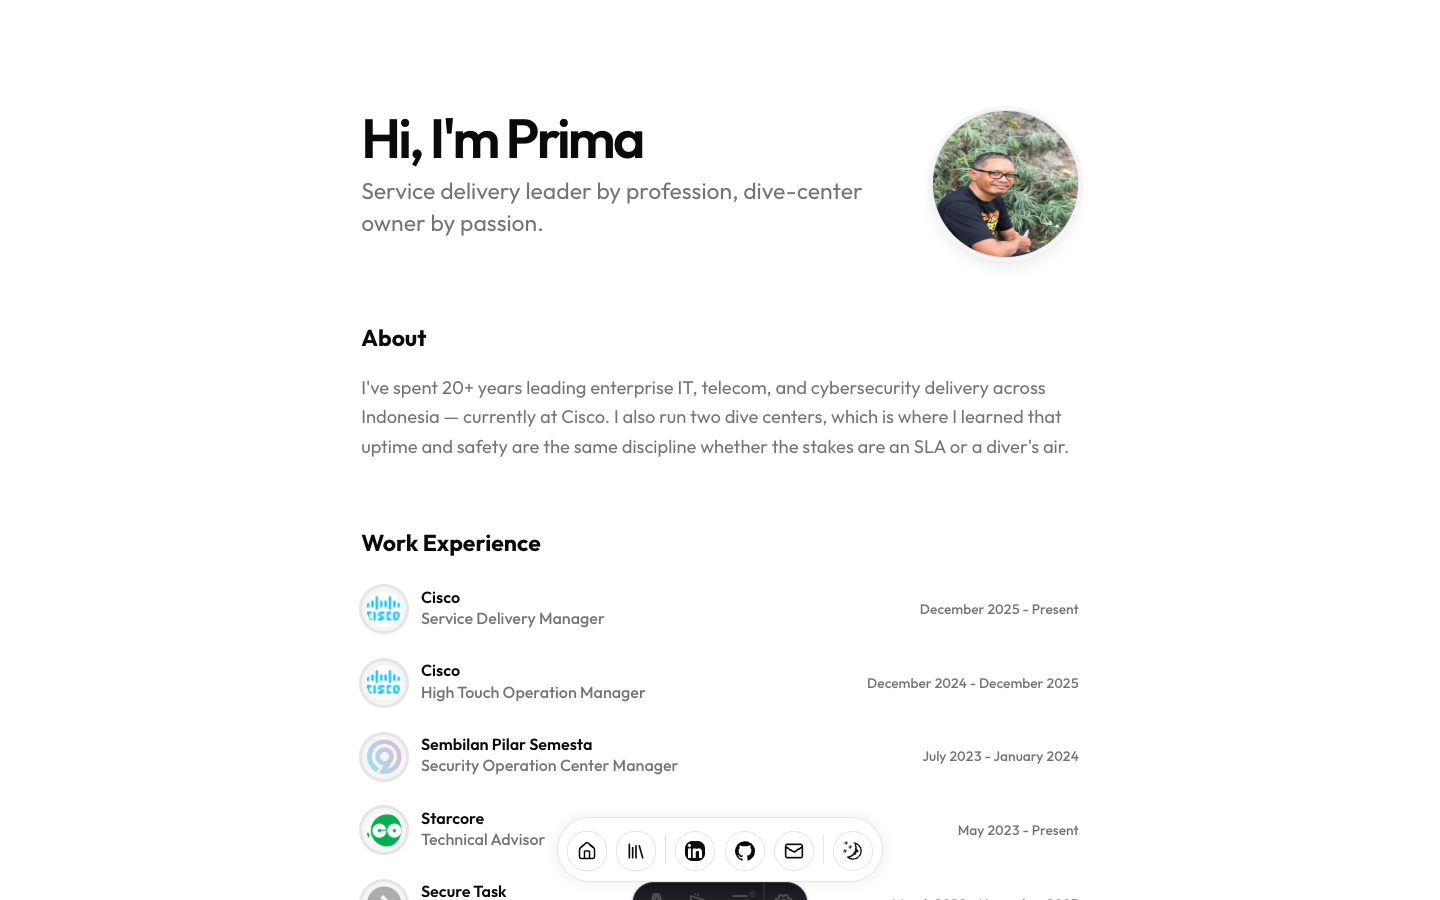 Hi, I'm Prima
Service delivery leader by profession, dive-center
owner by passion.
About
I've spent 20+ years leading enterprise IT, telecom, and cybersecurity delivery across
Indonesia — currently at Cisco. I also run two dive centers, which is where I learned that
uptime and safety are the same discipline whether the stakes are an SLA or a diver's air.
Work Experience
Cisco
Service Delivery Manager
December 2025 - Present
Cisco
High Touch Operation Manager
December 2024 - December 2025
Sembilan Pilar Semesta
Security Operation Center Manager
July 2023 - January 2024
Starcore
Technical Advisor
May 2023 - Present
Secure Task